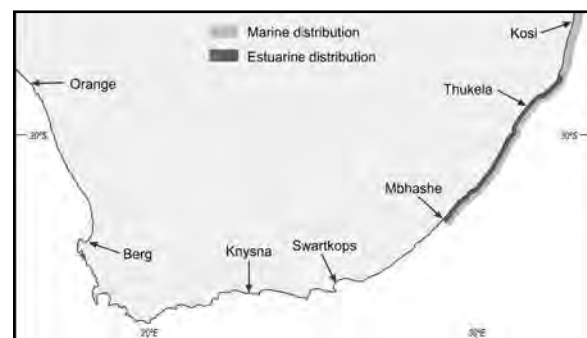 Marine distribution
Estuarine distribution
Kosi
Orange
Thukela
30°S
30°S
Mbhashe
Swartkops
Knysna
Berg
20°E
30°E